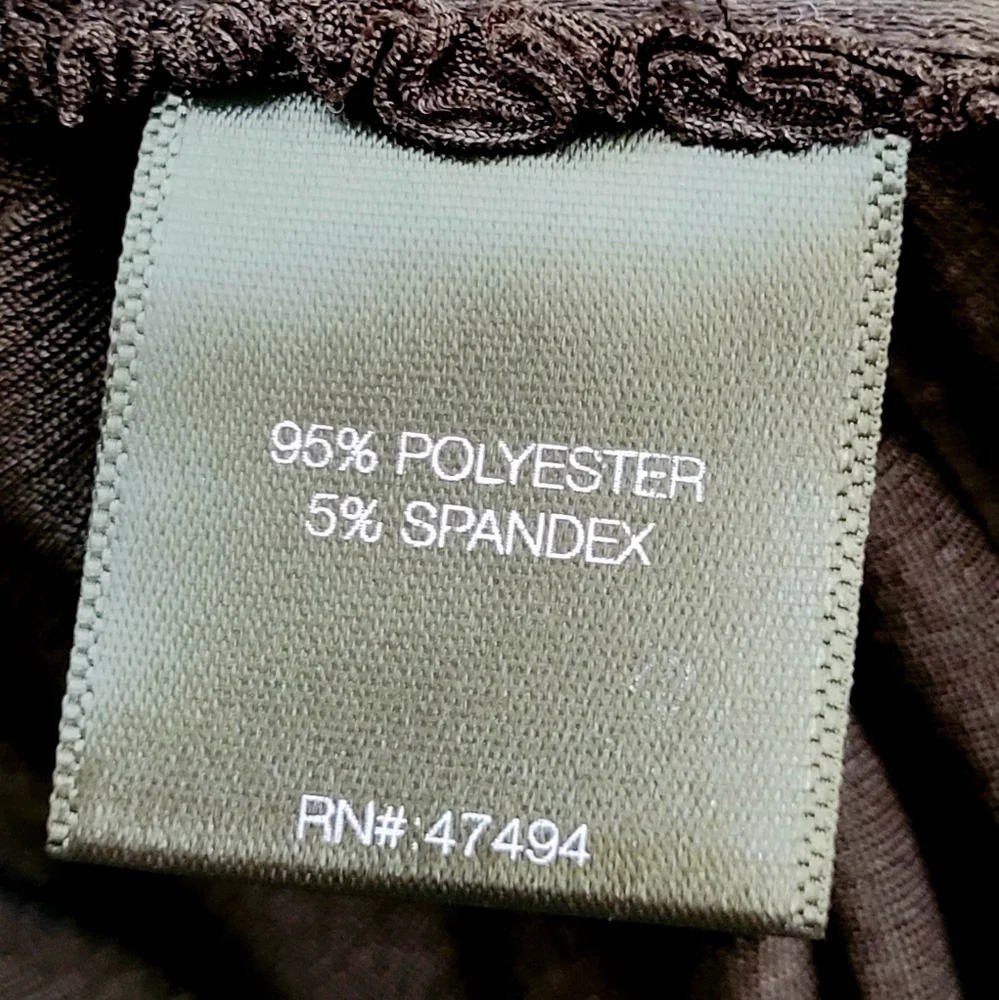 95% POLYESTER
5% SPANDEX
RN#:47494